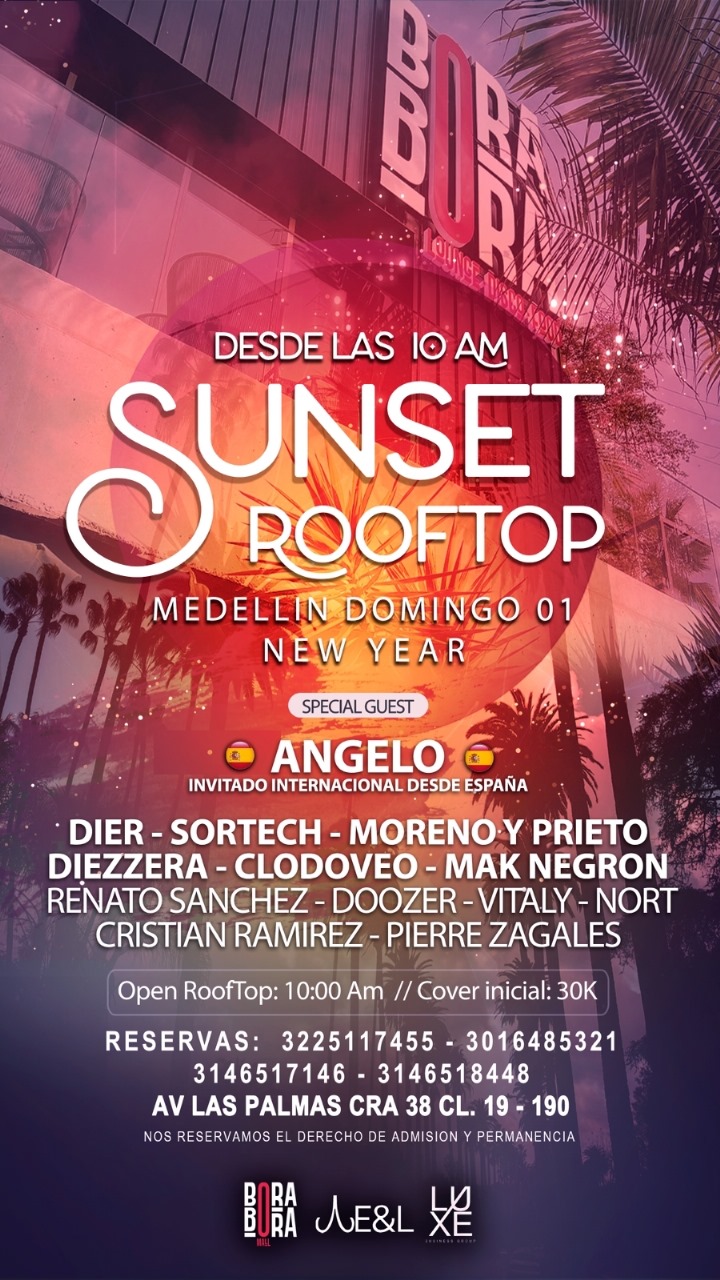 BORA
BORA
DESDE LAS 10 AM
SUNSET
ROOFTOP
MEDELLIN DOMINGO 01
NEW YEAR
SPECIAL GUEST
ANGELO
INVITADO INTERNACIONAL DESDE ESPAÑA
DIER - SORTECH - MORENO Y PRIETO
DIEZZERA - CLODOVEO - MAK NEGRON
RENATO SANCHEZ - DOOZER - VITALY - NORT
CRISTIAN RAMIREZ - PIERRE ZAGALES
Open RoofTop: 10:00 Am // Cover inicial: 30K
RESERVAS: 3225117455 - 3016485321
3146517146 - 3146518448
AV LAS PALMAS CRA 38 CL. 19 - 190
NOS RESERVAMOS EL DERECHO DE ADMISION Y PERMANENCIA
BORA
BORA
MALL
E&L
LUXE